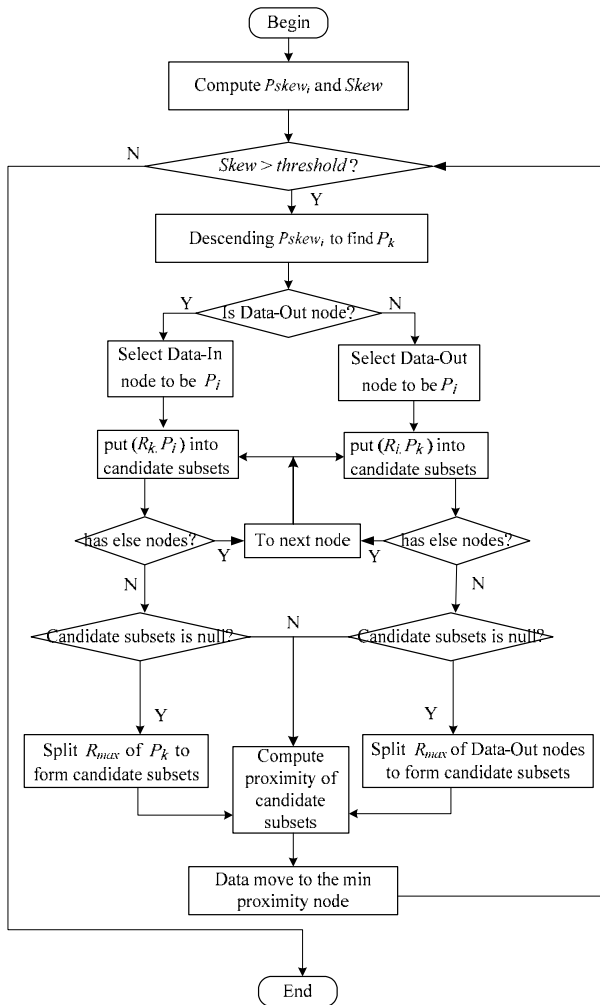 Begin
Compute Pskewᵢ and Skew
N
Skew > threshold?
Y
Descending Pskewᵢ to find Pₖ
Y
Is Data-Out node?
N
Select Data-In
node to be Pᵢ
Select Data-Out
node to be Pᵢ
put (Rₖ, Pᵢ) into
candidate subsets
put (Rᵢ, Pₖ) into
candidate subsets
has else nodes?
Y
To next node
Y
has else nodes?
N
N
Candidate subsets is null?
N
Candidate subsets is null?
Y
Y
Split Rmax of Pₖ to
form candidate subsets
Compute
proximity of
candidate
subsets
Split Rmax of Data-Out nodes
to form candidate subsets
Data move to the min
proximity node
End